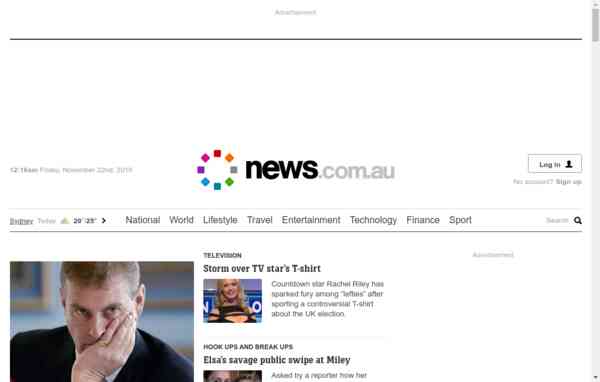 Advertisement
12:16am Friday, November 22nd, 2019
news.com.au
Log in
No account? Sign up
Sydney Today 20°/25°
National World Lifestyle Travel Entertainment Technology Finance Sport
Search
TELEVISION
Advertisement
Storm over TV star's T-shirt
Countdown star Rachel Riley has
sparked fury among "lefties" after
sporting a controversial T-shirt
about the UK election.
HOOK UPS AND BREAK UPS
Elsa's savage public swipe at Miley
Asked by a reporter how her